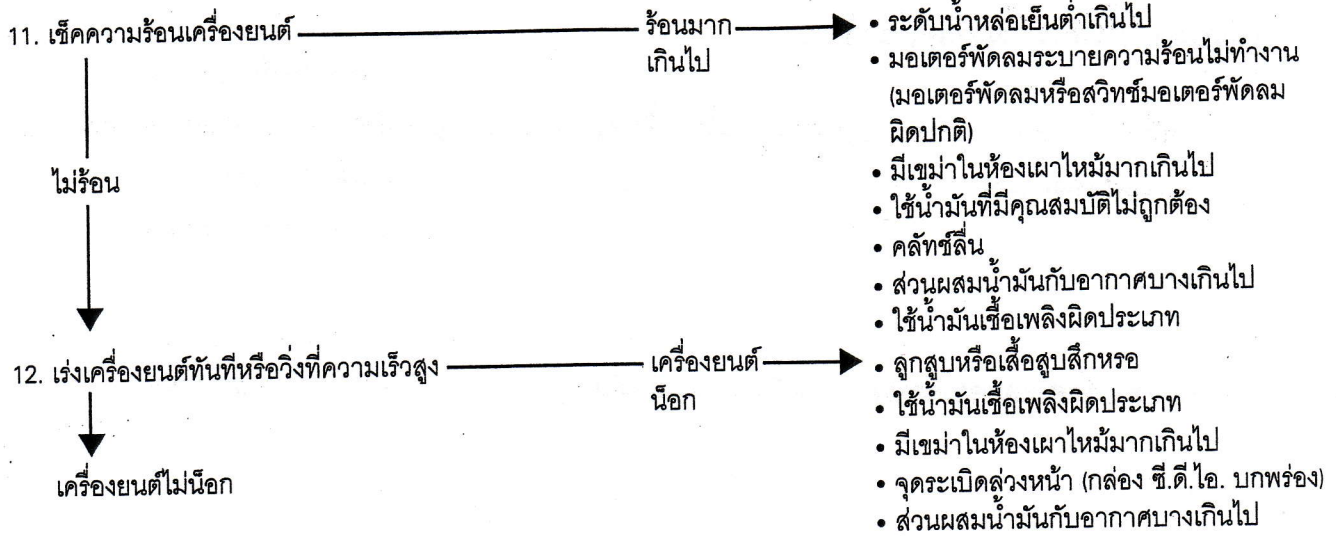 11. เช็คความร้อนเครื่องยนต์
ร้อนมาก
เกินไป
• ระดับน้ำหล่อเย็นต่ำเกินไป
• มอเตอร์พัดลมระบายความร้อนไม่ทำงาน
(มอเตอร์พัดลมหรือสวิทช์มอเตอร์พัดลม
ผิดปกติ)
• มีเขม่าในห้องเผาไหม้มากเกินไป
• ใช้น้ำมันที่มีคุณสมบัติไม่ถูกต้อง
• คลัทช์ลื่น
• ส่วนผสมน้ำมันกับอากาศบางเกินไป
• ใช้น้ำมันเชื้อเพลิงผิดประเภท
ไม่ร้อน
12. เร่งเครื่องยนต์ทันทีหรือวิ่งที่ความเร็วสูง
เครื่องยนต์
น็อก
• ลูกสูบหรือเสื้อสูบสึกหรอ
• ใช้น้ำมันเชื้อเพลิงผิดประเภท
• มีเขม่าในห้องเผาไหม้มากเกินไป
• จุดระเบิดล่วงหน้า (กล่อง ซี.ดี.ไอ. บกพร่อง)
• ส่วนผสมน้ำมันกับอากาศบางเกินไป
เครื่องยนต์ไม่น็อก